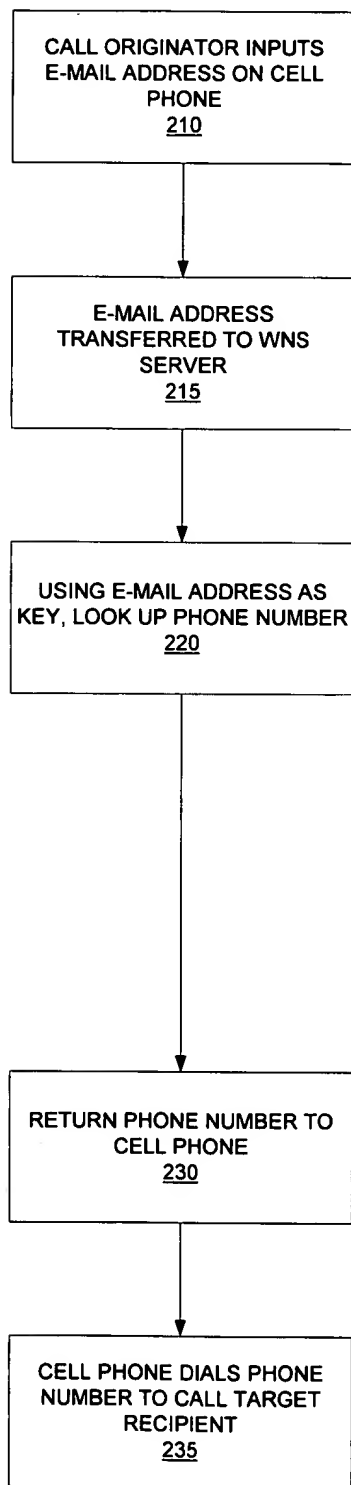 CALL ORIGINATOR INPUTS
E-MAIL ADDRESS ON CELL
PHONE
210
E-MAIL ADDRESS
TRANSFERRED TO WNS
SERVER
215
USING E-MAIL ADDRESS AS
KEY, LOOK UP PHONE NUMBER
220
RETURN PHONE NUMBER TO
CELL PHONE
230
CELL PHONE DIALS PHONE
NUMBER TO CALL TARGET
RECIPIENT
235